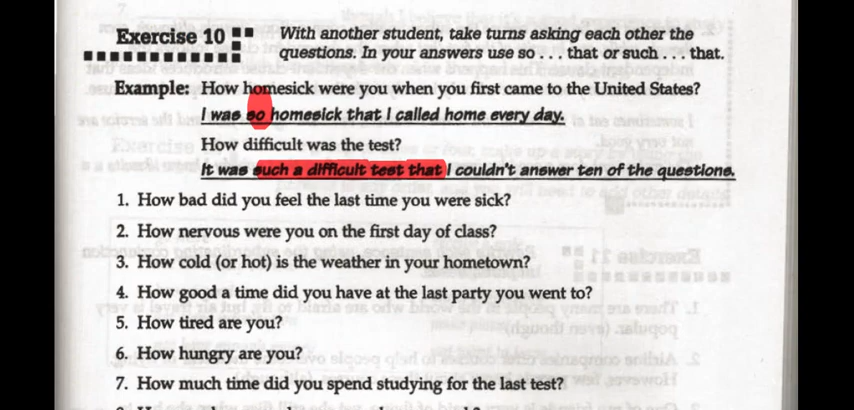 Exercise 10
With another student, take turns asking each other the
questions. In your answers use so . . . that or such . . . that.
Example: How homesick were you when you first came to the United States?
I was so homesick that I called home every day.
How difficult was the test?
It was such a difficult test that I couldn't answer ten of the questions.
1. How bad did you feel the last time you were sick?
2. How nervous were you on the first day of class?
3. How cold (or hot) is the weather in your hometown?
4. How good a time did you have at the last party you went to?
5. How tired are you?
6. How hungry are you?
7. How much time did you spend studying for the last test?